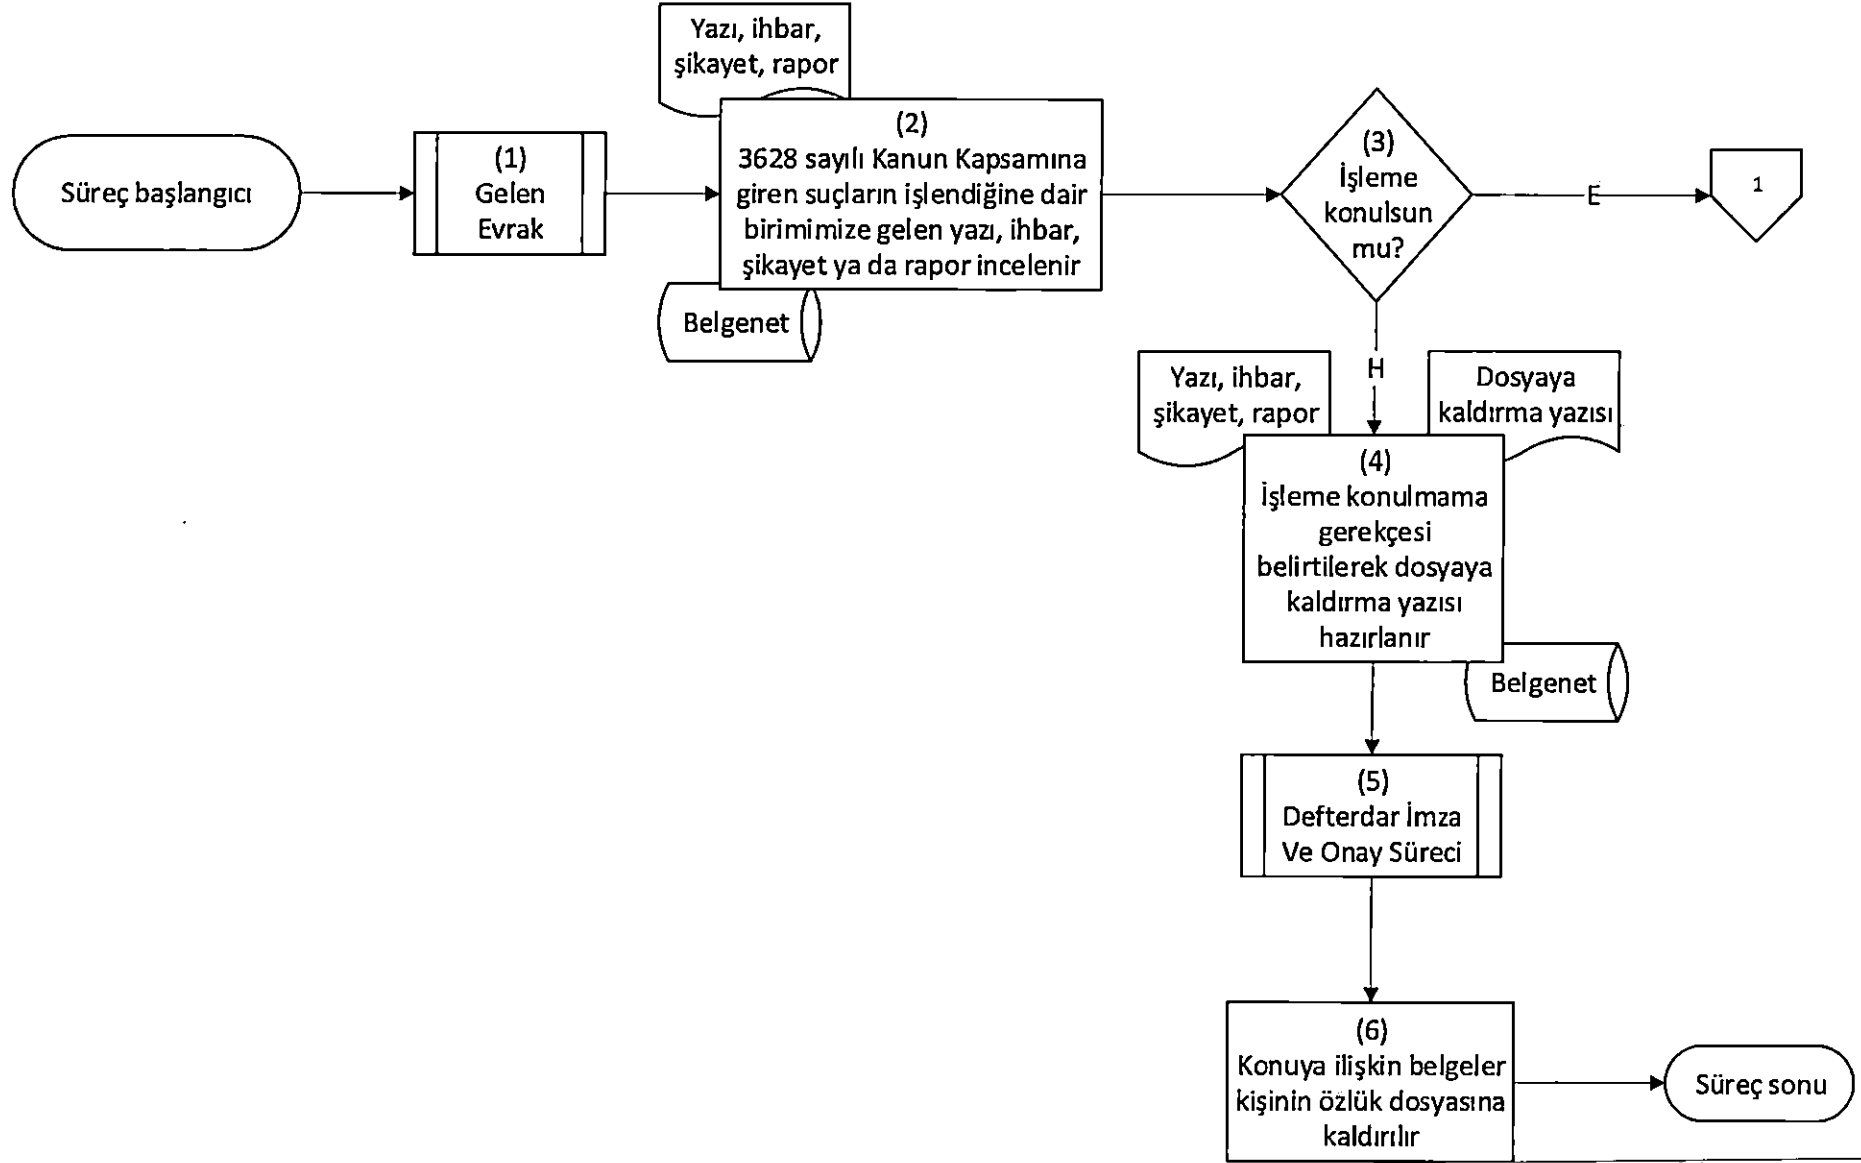 Yazı, ihbar,
şikayet, rapor
Süreç başlangıcı
(1)
Gelen
Evrak
(2)
3628 sayılı Kanun Kapsamına
giren suçların işlendiğine dair
birimimize gelen yazı, ihbar,
şikayet ya da rapor incelenir
Belgenet
(3)
İşleme
konulsun
mu?
E
1
H
Yazı, ihbar,
şikayet, rapor
Dosyaya
kaldırma yazısı
(4)
İşleme konulmama
gerekçesi
belirtilerek dosyaya
kaldırma yazısı
hazırlanır
Belgenet
(5)
Defterdar İmza
Ve Onay Süreci
(6)
Konuya ilişkin belgeler
kişinin özlük dosyasına
kaldırılır
Süreç sonu